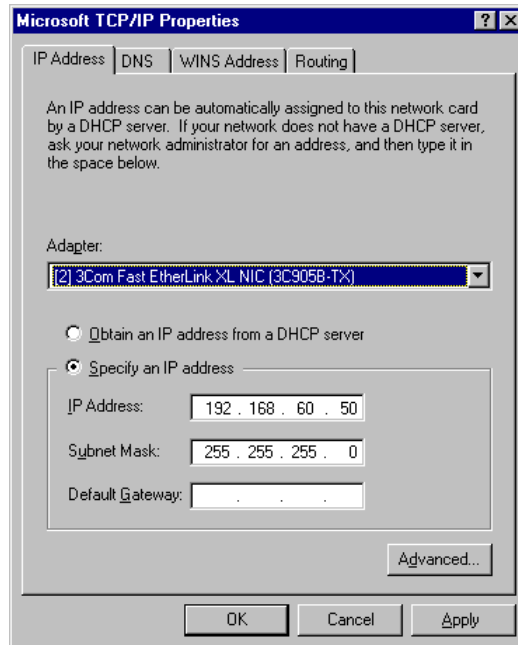 Microsoft TCP/IP Properties
IP Address DNS WINS Address Routing
An IP address can be automatically assigned to this network card
by a DHCP server. If your network does not have a DHCP server,
ask your network administrator for an address, and then type it in
the space below.
Adapter:
[2] 3Com Fast EtherLink XL NIC (3C905B-TX)
Obtain an IP address from a DHCP server
Specify an IP address
IP Address: 192 . 168 . 60 . 50
Subnet Mask: 255 . 255 . 255 . 0
Default Gateway: . . .
Advanced...
OK Cancel Apply